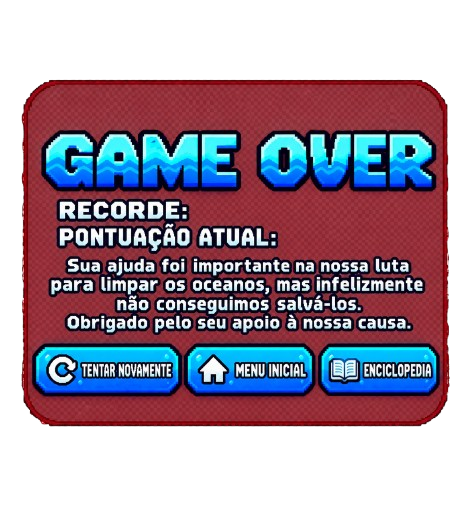 GAME OVER
RECORDE:
PONTUAÇÃO ATUAL:
Sua ajuda foi importante na nossa luta
para limpar os oceanos, mas infelizmente
não conseguimos salvá-los.
Obrigado pelo seu apoio à nossa causa.
TENTAR NOVAMENTE MENU INICIAL ENCICLOPEDIA